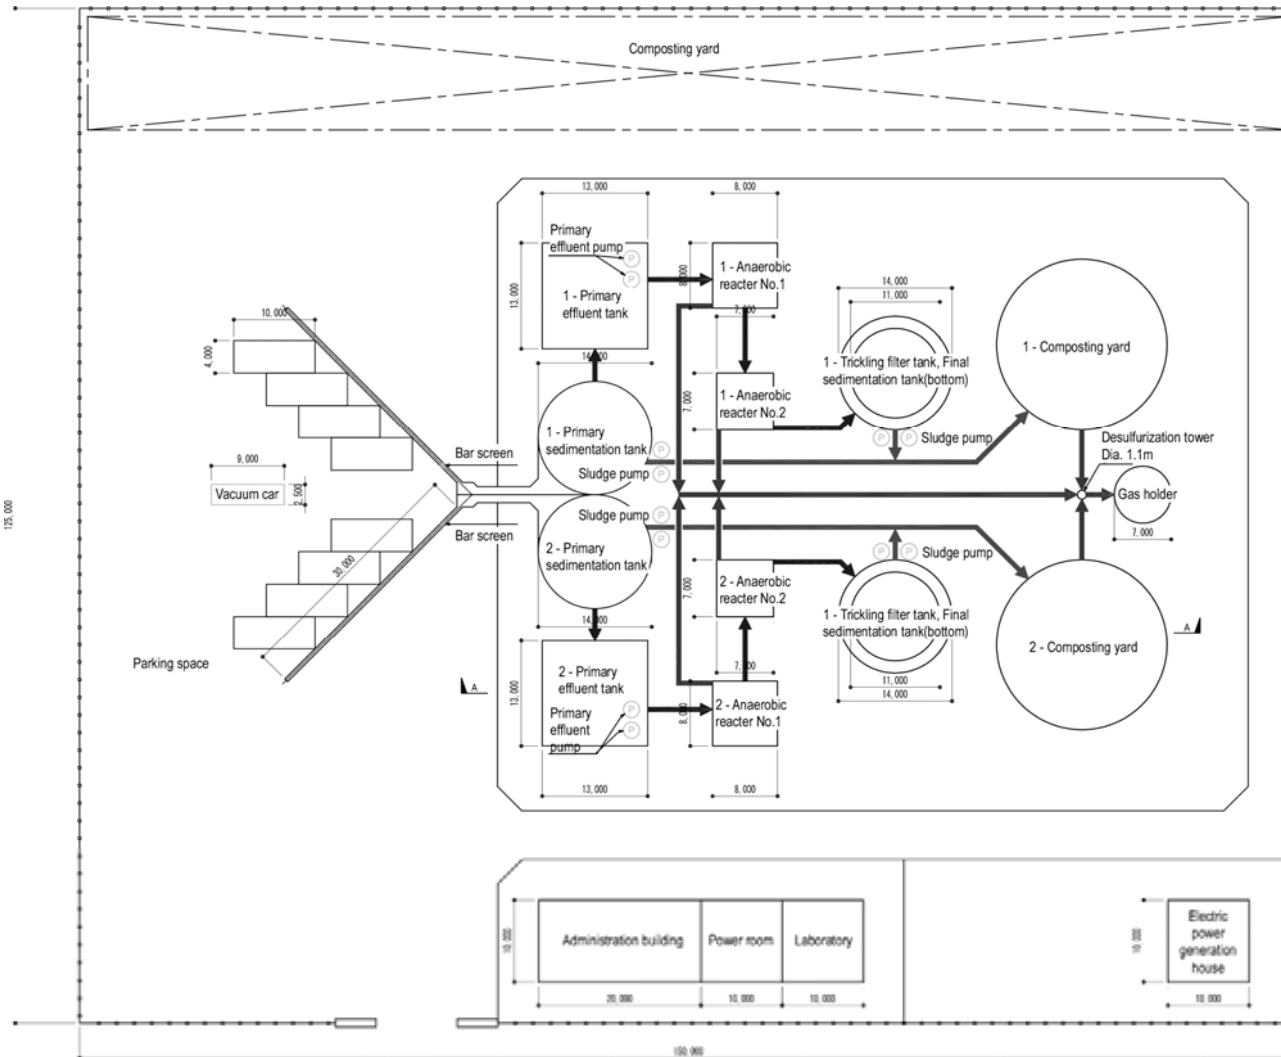 Composting yard
13,000
8,000
Primary
effluent pump
P
P
13,000
1 - Primary
effluent tank
8,000
1 - Anaerobic
reacter No.1
7,000
14,000
11,000
10,000
4,000
14,000
7,000
1 - Anaerobic
reacter No.2
1 - Trickling filter tank, Final
sedimentation tank(bottom)
1 - Composting yard
1 - Primary
sedimentation tank
P
P
P
P
Sludge pump
Sludge pump
Bar screen
Desulfurization tower
Dia. 1.1m
9,000
Vacuum car
2,500
Gas holder
7,000
125,000
Bar screen
Sludge pump
P
P
P
P
Sludge pump
30,000
2 - Primary
sedimentation tank
7,000
2 - Anaerobic
reacter No.2
1 - Trickling filter tank, Final
sedimentation tank(bottom)
A
2 - Composting yard
14,000
Parking space
7,000
11,000
14,000
A
13,000
2 - Primary
effluent tank
Primary
effluent
pump
P
P
8,000
2 - Anaerobic
reacter No.1
13,000
8,000
10,000
Administration building
Power room
Laboratory
10,000
Electric
power
generation
house
20,000
10,000
10,000
10,000
150,000